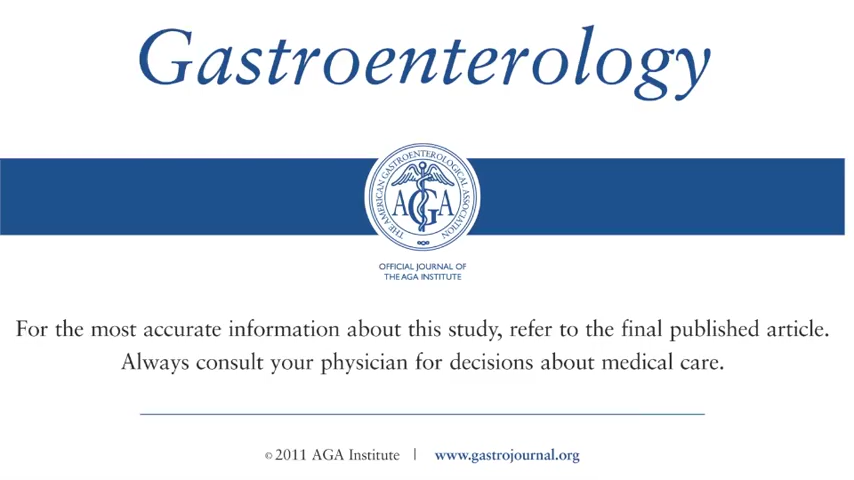 Gastroenterology
THE AMERICAN GASTROENTEROLOGICAL ASSOCIATION
AGA
OFFICIAL JOURNAL OF
THE AGA INSTITUTE
For the most accurate information about this study, refer to the final published article.
Always consult your physician for decisions about medical care.
© 2011 AGA Institute | www.gastrojournal.org